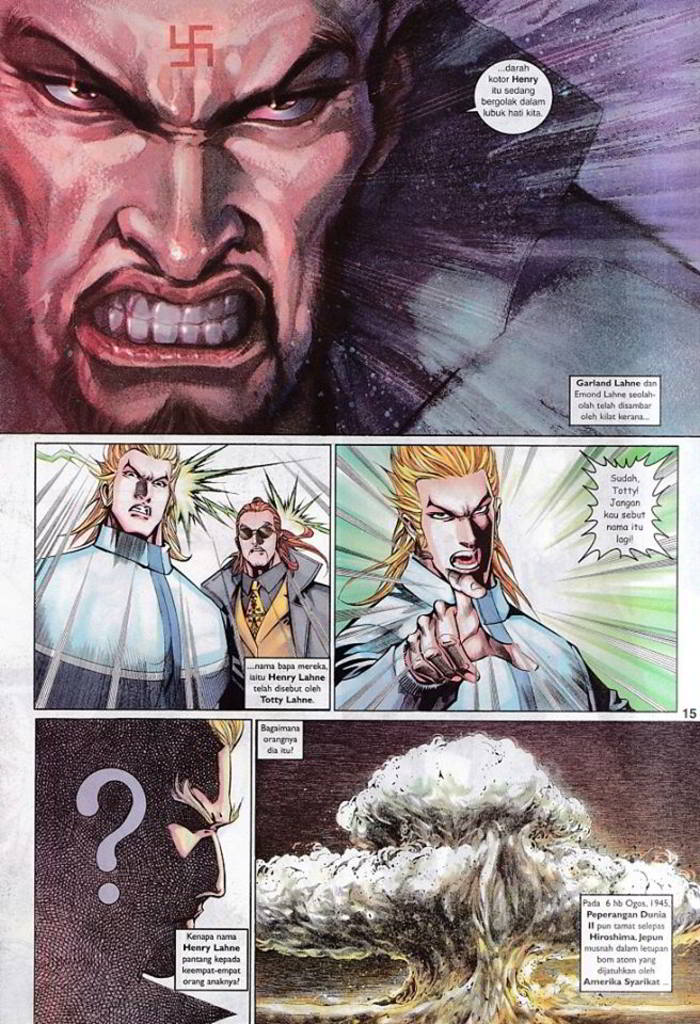 ...darah
kotor Henry
itu sedang
bergolak dalam
lubuk hati kita.
Garland Lahne dan
Emond Lahne seolah-
olah telah disambar
oleh kilat kerana...
...nama bapa mereka,
iaitu Henry Lahne
telah disebut oleh
Totty Lahne.
Sudah,
Totty!
Jangan
kau sebut
nama itu
lagi!
15
?
Kenapa nama
Henry Lahne
pantang kepada
keempat-empat
orang anaknya?
Bagaimana
orangnya
dia itu?
Pada 6 hb Ogos, 1945,
Peperangan Dunia
II pun tamat selepas
Hiroshima, Jepun
musnah dalam letupan
bom atom yang
dijatuhkan oleh
Amerika Syarikat ...